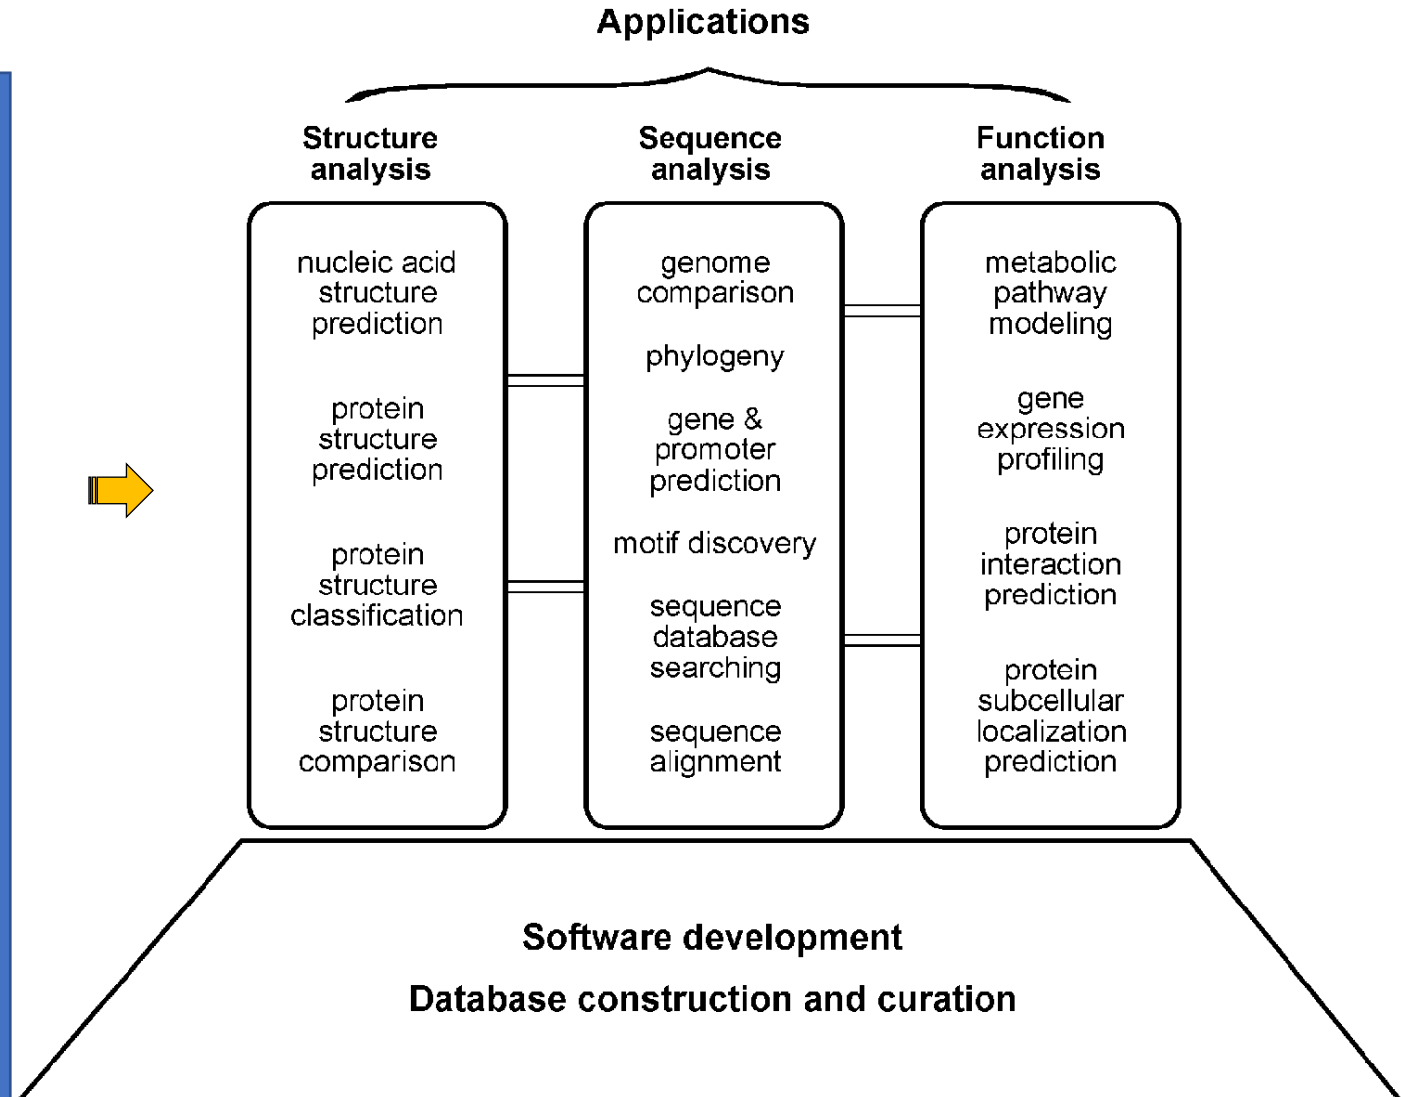 Applications
Structure
analysis
nucleic acid
structure
prediction
protein
structure
prediction
protein
structure
classification
protein
structure
comparison
Sequence
analysis
genome
comparison
phylogeny
gene &
promoter
prediction
motif discovery
sequence
database
searching
sequence
alignment
Function
analysis
metabolic
pathway
modeling
gene
expression
profiling
protein
interaction
prediction
protein
subcellular
localization
prediction
Software development
Database construction and curation